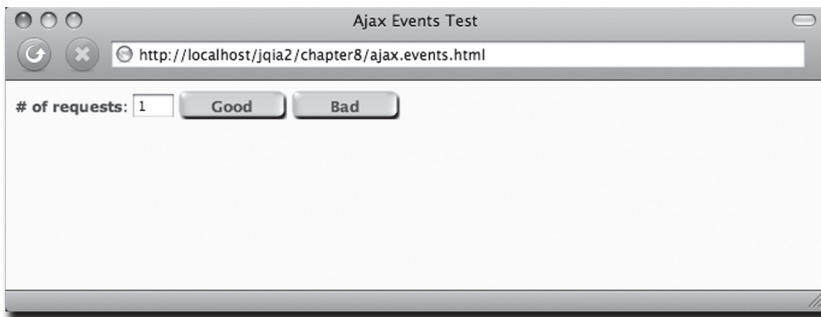 Ajax Events Test
http://localhost/jqia2/chapter8/ajax.events.html
# of requests: 1 Good Bad